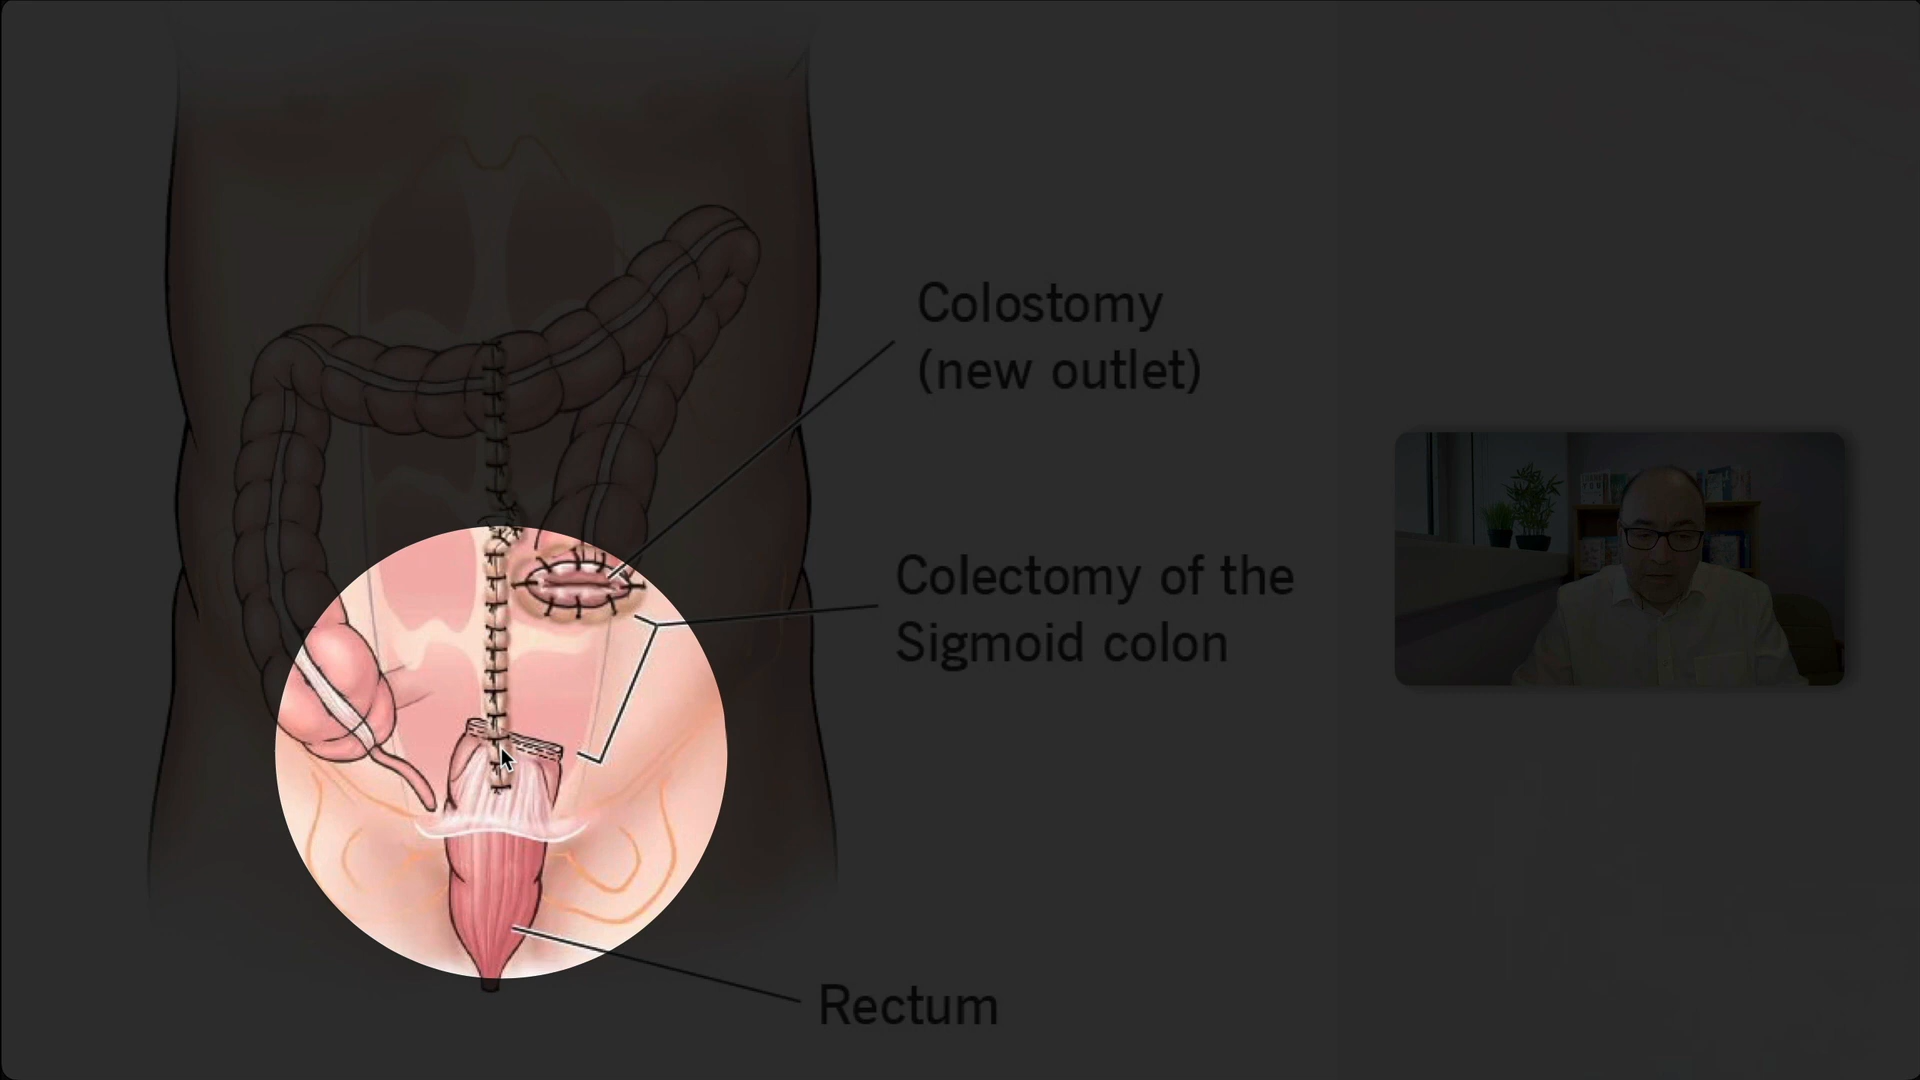 Colostomy
(new outlet)
Colectomy of the
Sigmoid colon
Rectum